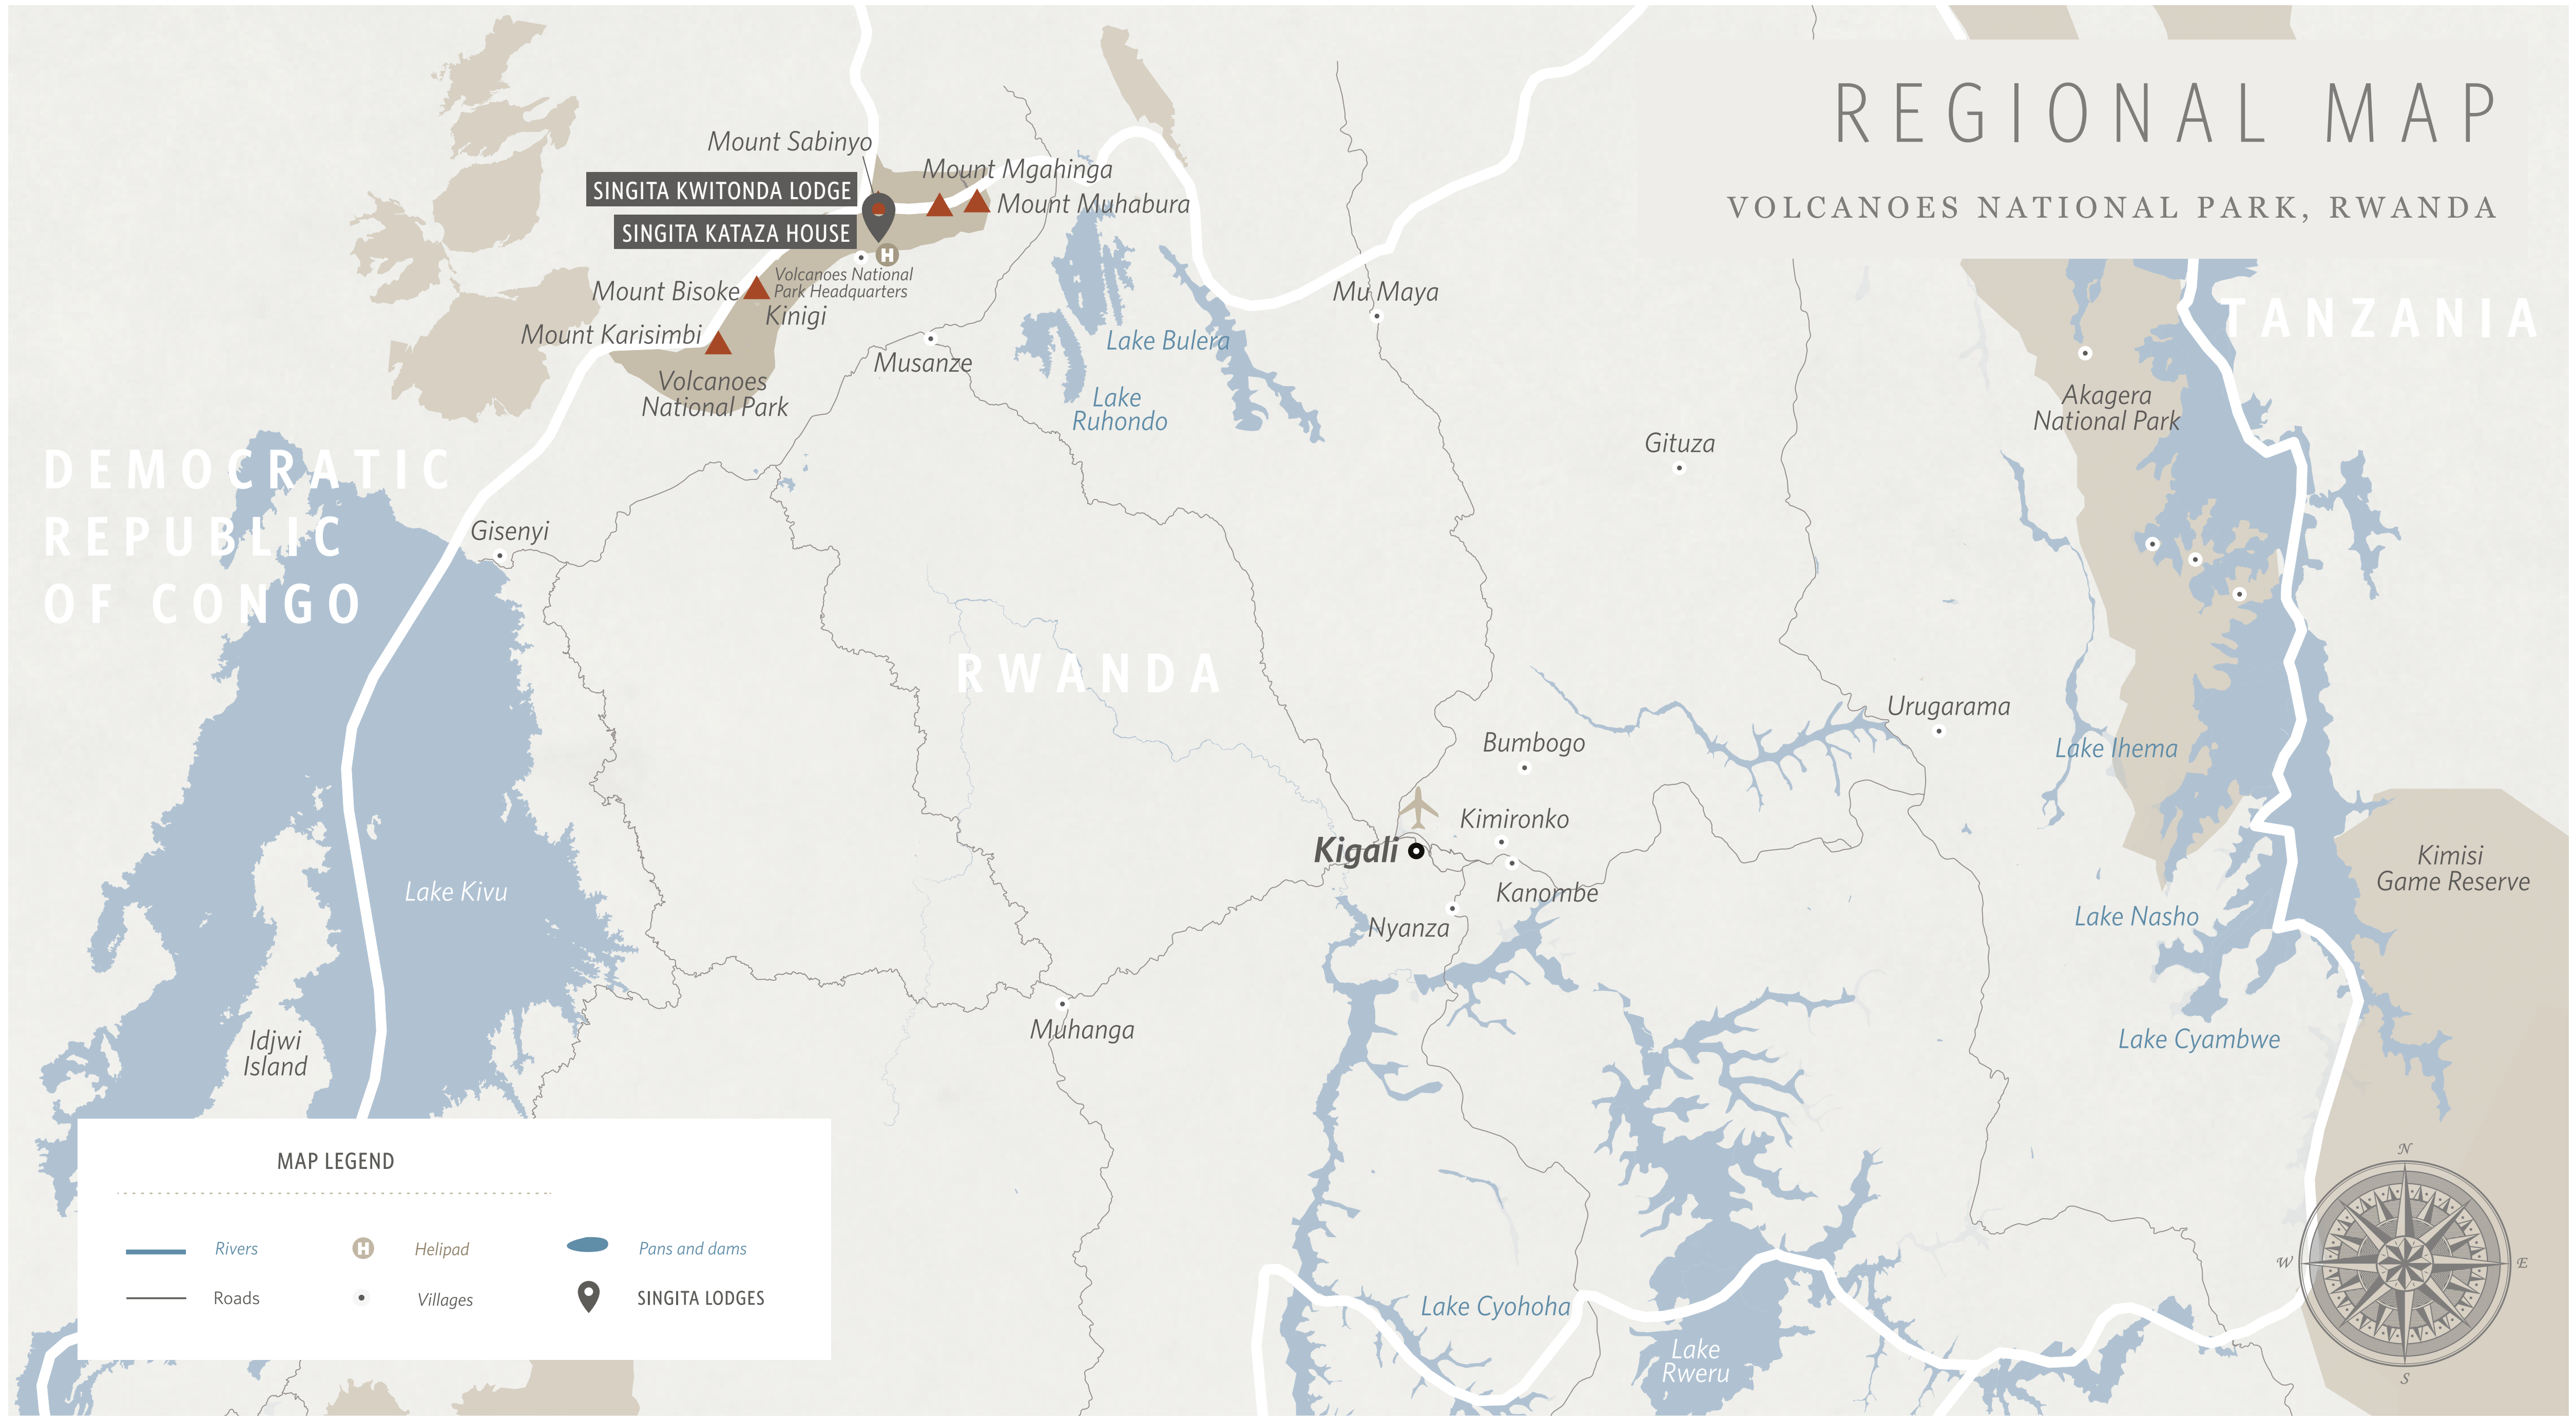 REGIONAL MAP
VOLCANOES NATIONAL PARK, RWANDA
Mount Sabinyo
Mount Mgahinga
SINGITA KWITONDA LODGE
Mount Muhabura
SINGITA KATAZA HOUSE
H
Volcanoes National
Park Headquarters
Mount Bisoke
Kinigi
Mount Karisimbi
Volcanoes
National Park
Musanze
Lake Bulera
Lake
Ruhondo
Mu Maya
TANZANIA
Akagera
National Park
Gituza
DEMOCRATIC
REPUBLIC
OF CONGO
Gisenyi
RWANDA
Urugarama
Bumbogo
Lake Ihema
Kimironko
Kigali
Kanombe
Nyanza
Kimisi
Game Reserve
Lake Kivu
Lake Nasho
Muhanga
Idjwi
Island
Lake Cyambwe
Lake Cyohoha
Lake
Rweru
N
W
E
S
MAP LEGEND
Rivers
H
Helipad
Pans and dams
Roads
Villages
SINGITA LODGES